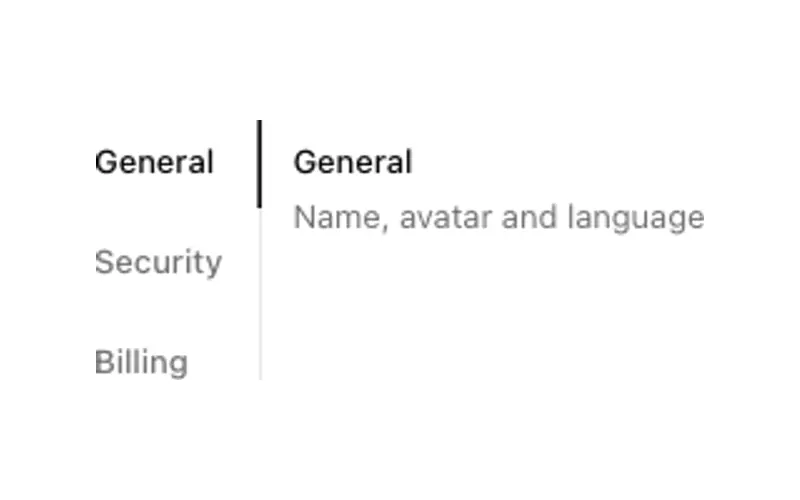 General
Security
Billing
General
Name, avatar and language